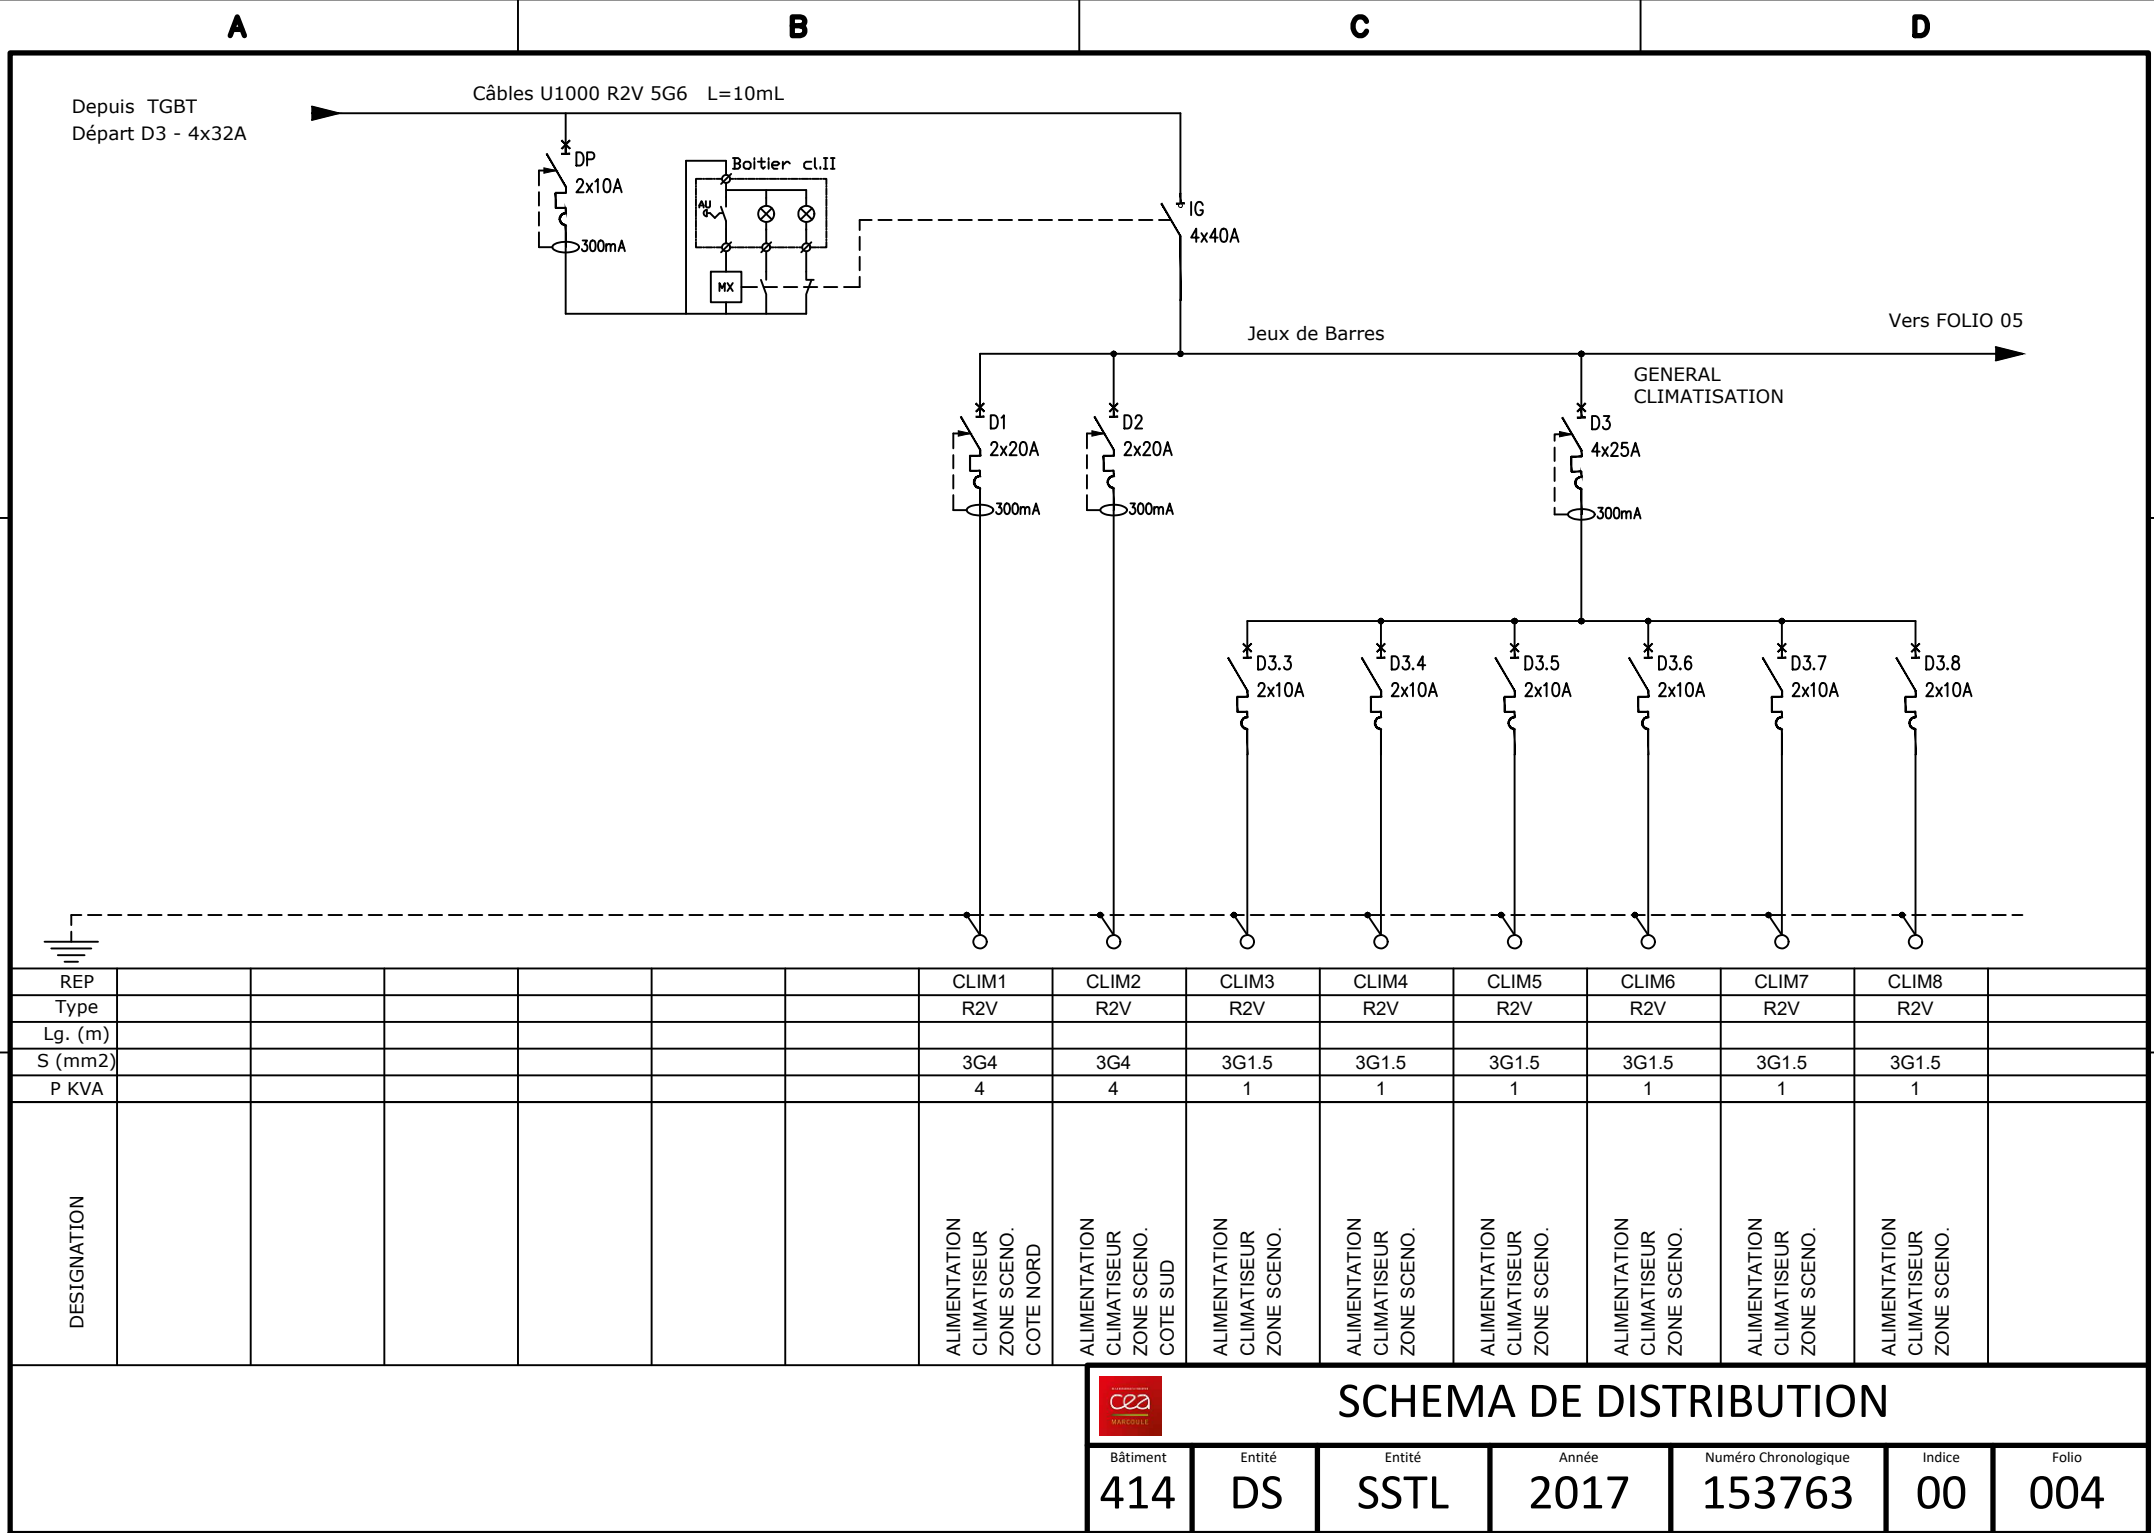 A
B
C
D
Depuis TGBT
Départ D3 - 4x32A
Câbles U1000 R2V 5G6 L=10mL
DP
2x10A
300mA
Boitier cl.II
AU
MX
IG
4x40A
Jeux de Barres
Vers FOLIO 05
GENERAL
CLIMATISATION
D1
2x20A
300mA
D2
2x20A
300mA
D3
4x25A
300mA
D3.3
2x10A
D3.4
2x10A
D3.5
2x10A
D3.6
2x10A
D3.7
2x10A
D3.8
2x10A
REP CLIM1 CLIM2 CLIM3 CLIM4 CLIM5 CLIM6 CLIM7 CLIM8
Type R2V R2V R2V R2V R2V R2V R2V R2V
Lg. (m)
S (mm2) 3G4 3G4 3G1.5 3G1.5 3G1.5 3G1.5 3G1.5 3G1.5
P KVA 4 4 1 1 1 1 1 1
DESIGNATION
ALIMENTATION
CLIMATISEUR
ZONE SCENO.
COTE NORD
ALIMENTATION
CLIMATISEUR
ZONE SCENO.
COTE SUD
ALIMENTATION
CLIMATISEUR
ZONE SCENO.
ALIMENTATION
CLIMATISEUR
ZONE SCENO.
ALIMENTATION
CLIMATISEUR
ZONE SCENO.
ALIMENTATION
CLIMATISEUR
ZONE SCENO.
ALIMENTATION
CLIMATISEUR
ZONE SCENO.
ALIMENTATION
CLIMATISEUR
ZONE SCENO.
cea
MARCOULE
SCHEMA DE DISTRIBUTION
Bâtiment Entité Entité Année Numéro Chronologique Indice Folio
414 DS SSTL 2017 153763 00 004